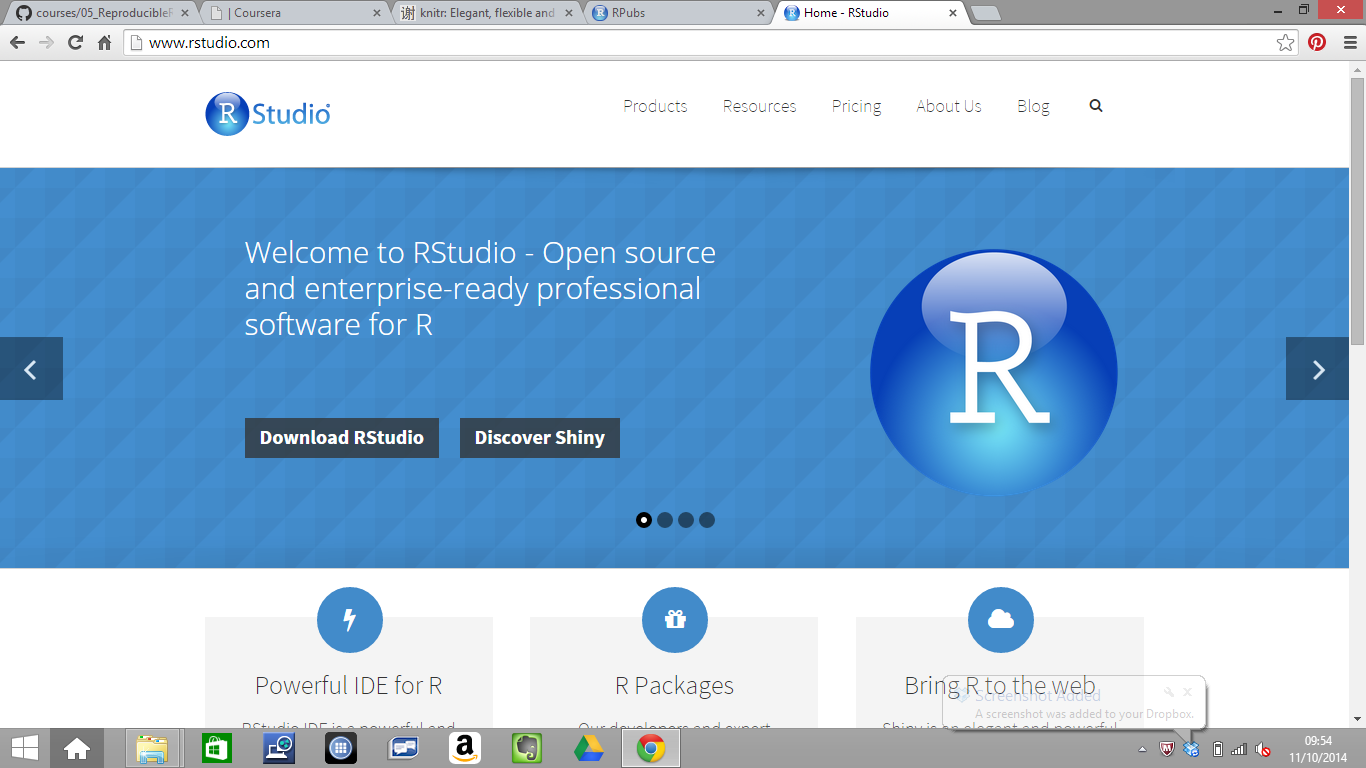 courses/05_ReproducibleR
| Coursera
谢 knitr: Elegant, flexible and
RPubs
Home - RStudio
www.rstudio.com
R Studio
Products
Resources
Pricing
About Us
Blog
Welcome to RStudio - Open source
and enterprise-ready professional
software for R
R
Download RStudio
Discover Shiny
Powerful IDE for R
R Packages
Bring R to the web
RStudio IDE is a powerful and
Our developers and expert
Shiny is an elegant and powerful
Screenshot Added
A screenshot was added to your Dropbox.
09:54
11/10/2014